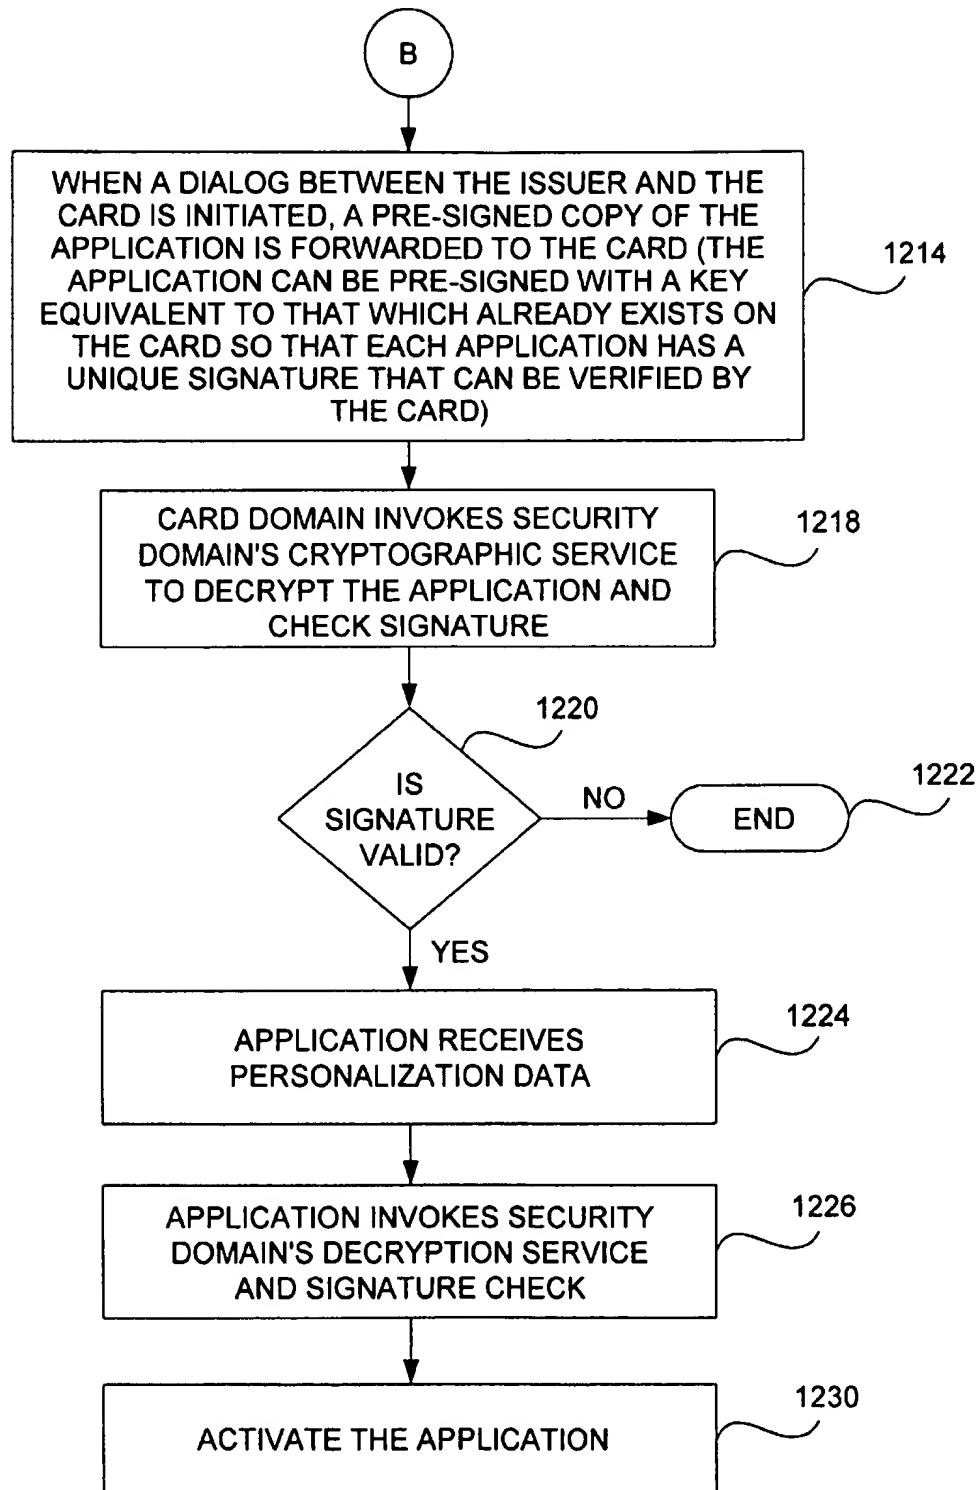 B
WHEN A DIALOG BETWEEN THE ISSUER AND THE
CARD IS INITIATED, A PRE-SIGNED COPY OF THE
APPLICATION IS FORWARDED TO THE CARD (THE
APPLICATION CAN BE PRE-SIGNED WITH A KEY
EQUIVALENT TO THAT WHICH ALREADY EXISTS ON
THE CARD SO THAT EACH APPLICATION HAS A
UNIQUE SIGNATURE THAT CAN BE VERIFIED BY
THE CARD)
1214
CARD DOMAIN INVOKES SECURITY
DOMAIN'S CRYPTOGRAPHIC SERVICE
TO DECRYPT THE APPLICATION AND
CHECK SIGNATURE
1218
IS
SIGNATURE
VALID?
1220
NO
END
1222
YES
APPLICATION RECEIVES
PERSONALIZATION DATA
1224
APPLICATION INVOKES SECURITY
DOMAIN'S DECRYPTION SERVICE
AND SIGNATURE CHECK
1226
ACTIVATE THE APPLICATION
1230